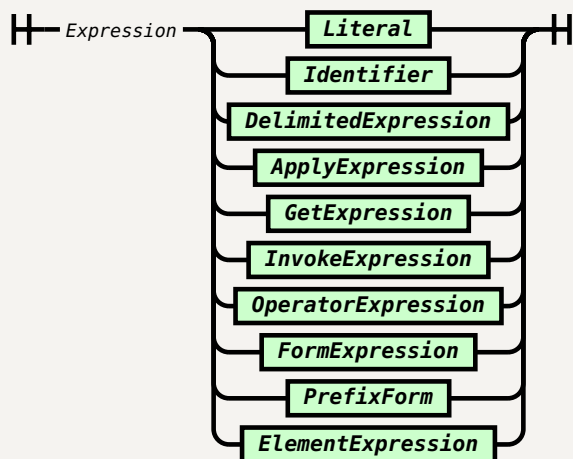 Expression
Literal
Identifier
DelimitedExpression
ApplyExpression
GetExpression
InvokeExpression
OperatorExpression
FormExpression
PrefixForm
ElementExpression